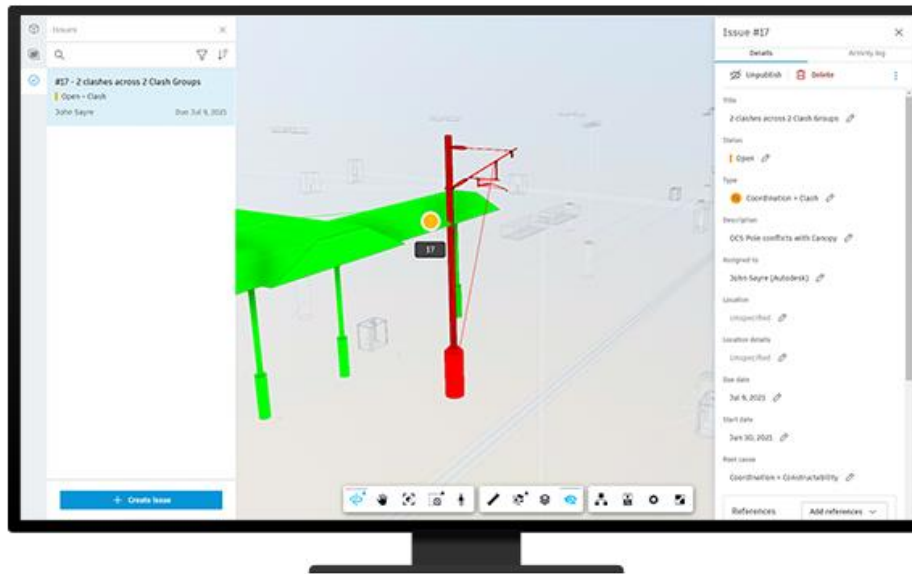 Issues
#17 - 2 clashes across 2 Clash Groups
Open - Clash
John Sayre Due Jul 9, 2021
+ Create Issue
17
Issue #17
Details Activity log
Unpublish Delete
Title
2 clashes across 2 Clash Groups
Status
Open
Type
Coordination > Clash
Description
OCS Pole conflicts with Canopy
Assigned to
John Sayre (Autodesk)
Location
Unspecified
Location details
Unspecified
Due date
Jul 9, 2021
Start date
Jun 30, 2021
Root cause
Coordination > Constructability
References Add references